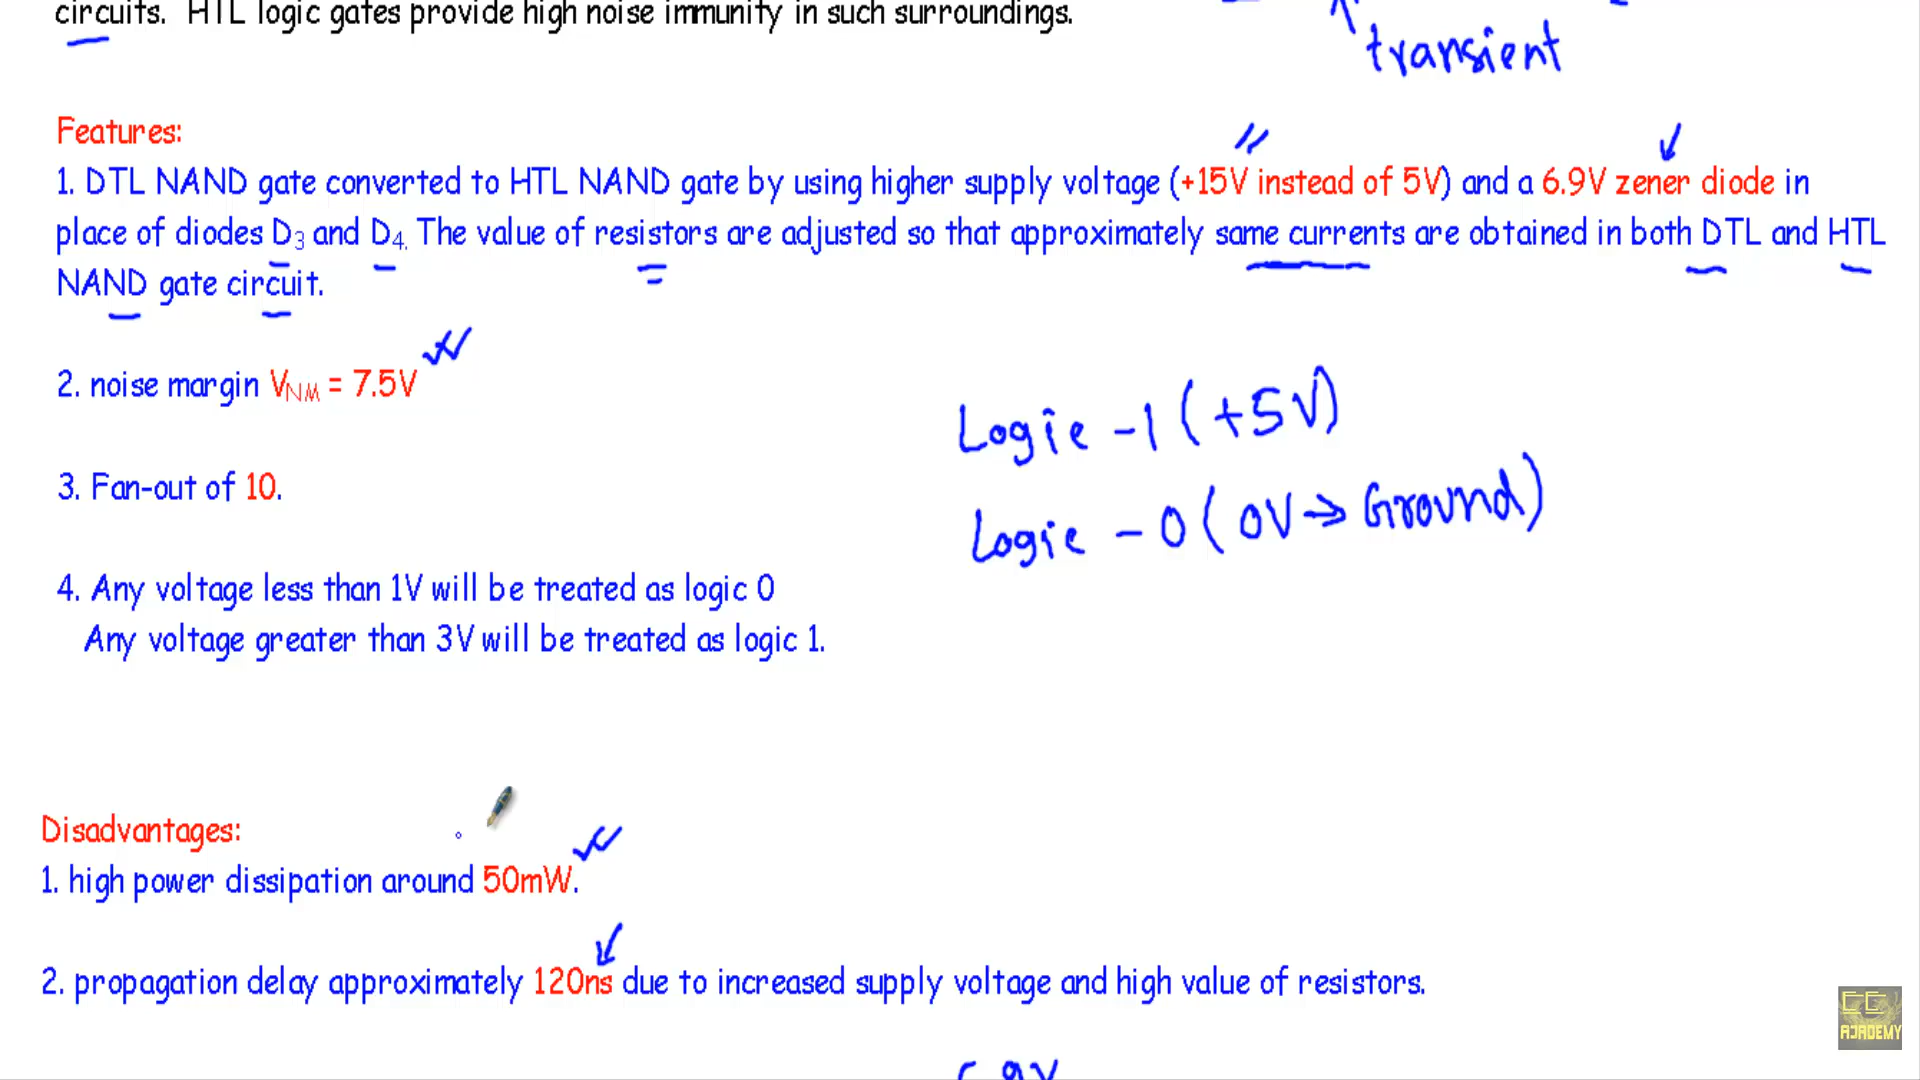 circuits. HTL logic gates provide high noise immunity in such surroundings.
transient
Features:
1. DTL NAND gate converted to HTL NAND gate by using higher supply voltage (+15V instead of 5V) and a 6.9V zener diode in
place of diodes D3 and D4. The value of resistors are adjusted so that approximately same currents are obtained in both DTL and HTL
NAND gate circuit.
2. noise margin VNM = 7.5V
Logic - 1 (+5V)
3. Fan-out of 10.
Logic - 0 (0V → Ground)
4. Any voltage less than 1V will be treated as logic 0
Any voltage greater than 3V will be treated as logic 1.
Disadvantages:
1. high power dissipation around 50mW.
2. propagation delay approximately 120ns due to increased supply voltage and high value of resistors.
EE
ACADEMY